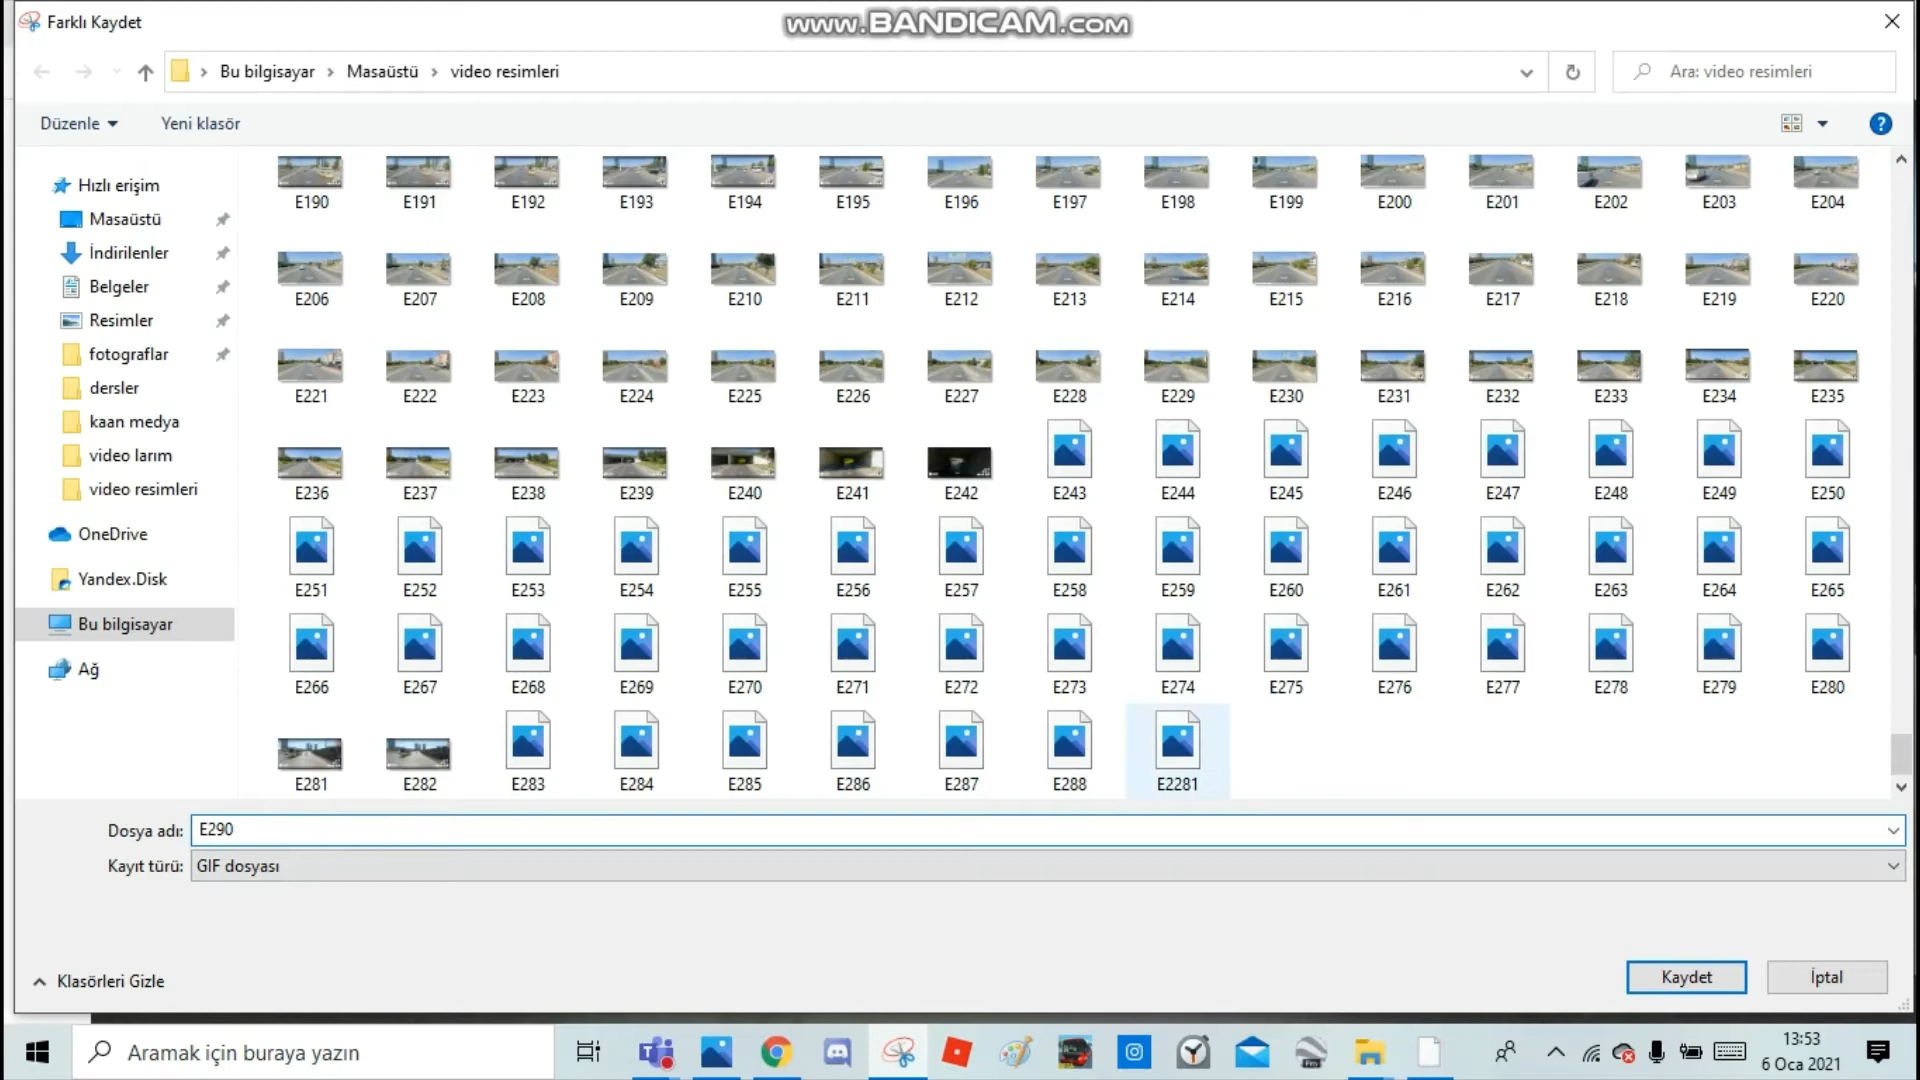 Farklı Kaydet
www.BANDICAM.com
Bu bilgisayar > Masaüstü > video resimleri
Ara: video resimleri
Düzenle
Yeni klasör
Hızlı erişim
Masaüstü
İndirilenler
Belgeler
Resimler
fotograflar
dersler
kaan medya
video larım
video resimleri
OneDrive
Yandex.Disk
Bu bilgisayar
Ağ
E190 E191 E192 E193 E194 E195 E196 E197 E198 E199 E200 E201 E202 E203 E204
E206 E207 E208 E209 E210 E211 E212 E213 E214 E215 E216 E217 E218 E219 E220
E221 E222 E223 E224 E225 E226 E227 E228 E229 E230 E231 E232 E233 E234 E235
E236 E237 E238 E239 E240 E241 E242 E243 E244 E245 E246 E247 E248 E249 E250
E251 E252 E253 E254 E255 E256 E257 E258 E259 E260 E261 E262 E263 E264 E265
E266 E267 E268 E269 E270 E271 E272 E273 E274 E275 E276 E277 E278 E279 E280
E281 E282 E283 E284 E285 E286 E287 E288 E2281
Dosya adı: E290
Kayıt türü: GIF dosyası
Klasörleri Gizle
Kaydet
İptal
Aramak için buraya yazın
13:53
6 Oca 2021